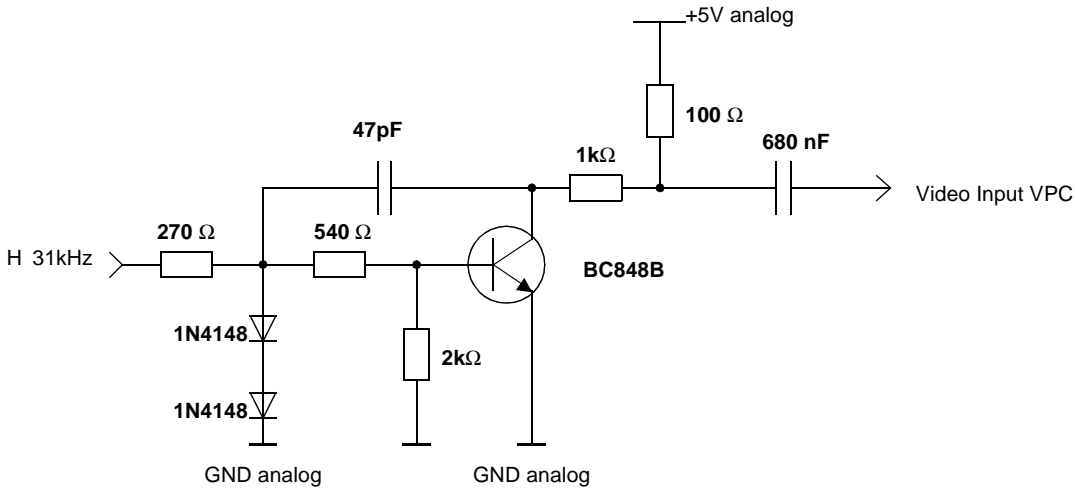 +5V analog
100 Ω
47pF
680 nF
1kΩ
Video Input VPC
270 Ω
540 Ω
H 31kHz
BC848B
1N4148
2kΩ
1N4148
GND analog
GND analog